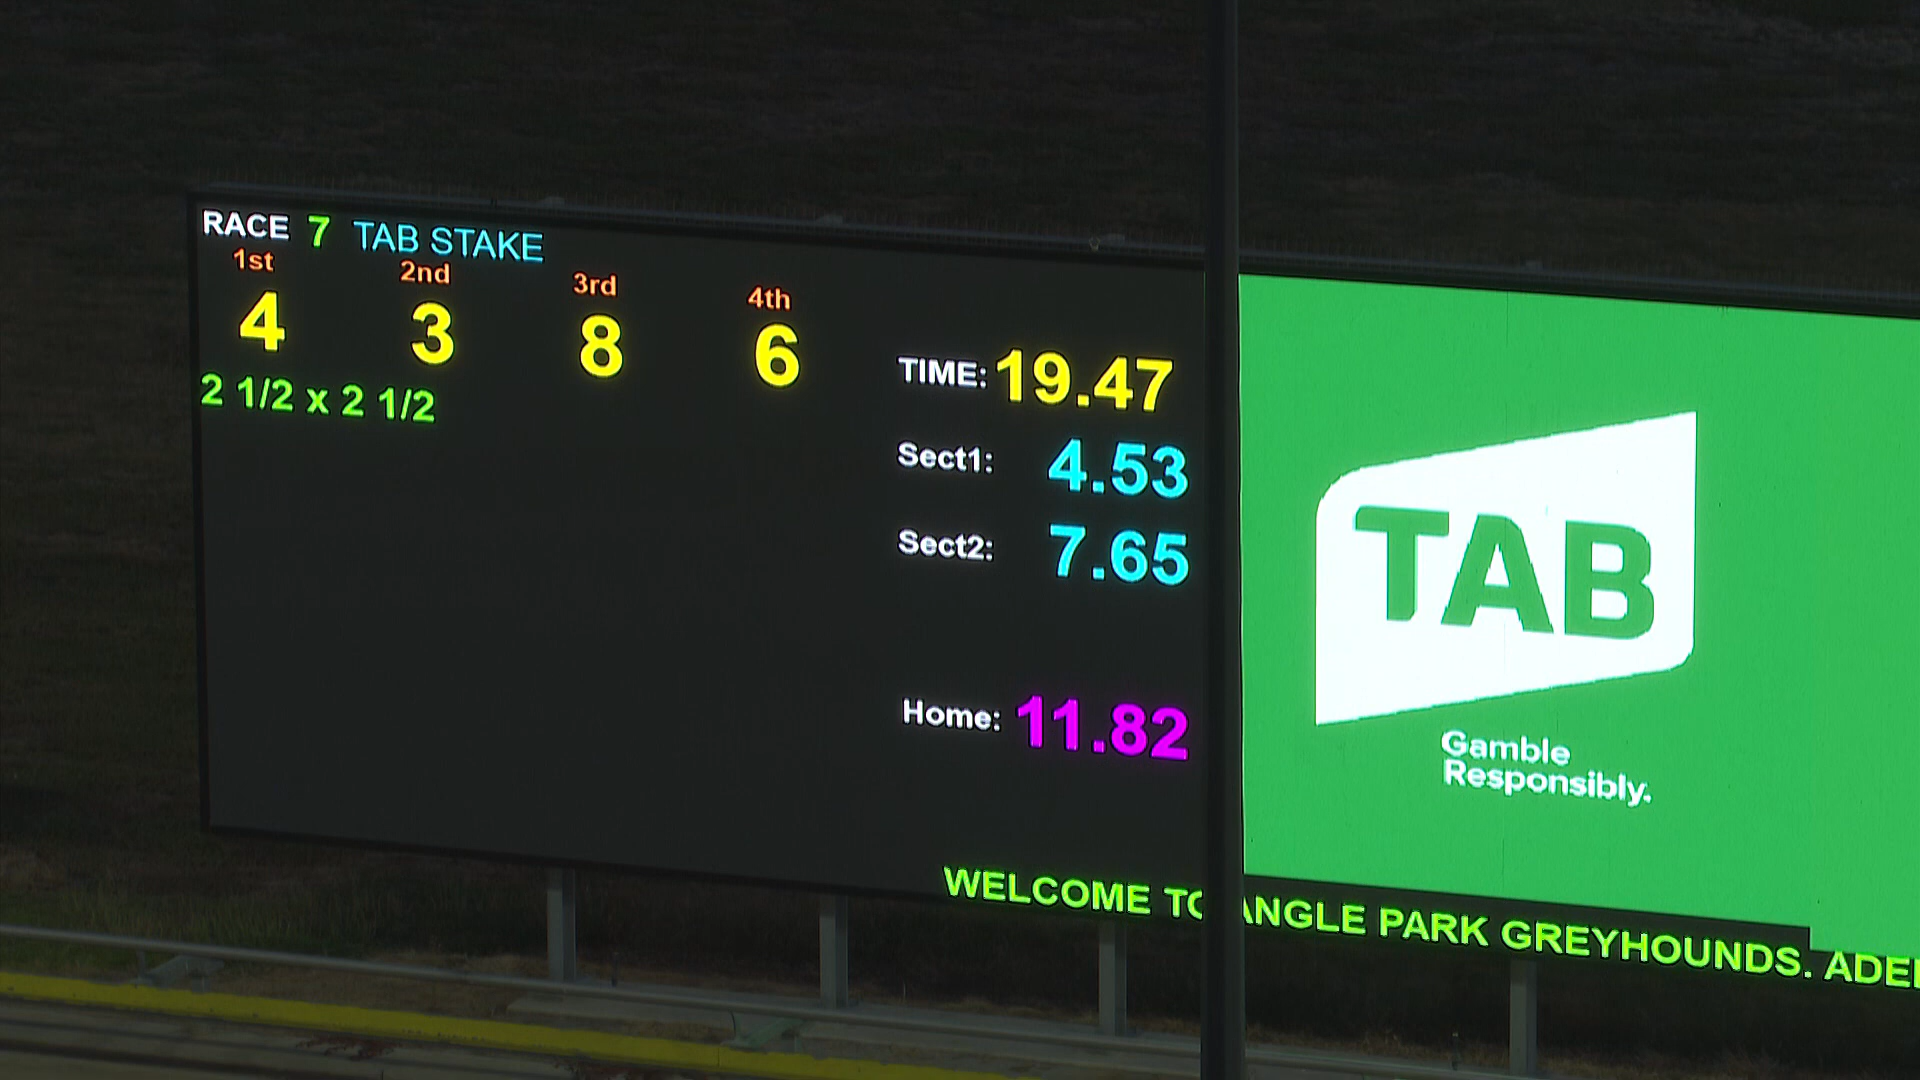 RACE 7 TAB STAKE
1st 2nd 3rd 4th
4 3 8 6
2 1/2 x 2 1/2
TIME: 19.47
Sect1: 4.53
Sect2: 7.65
Home: 11.82
TAB
Gamble
Responsibly.
WELCOME TO ANGLE PARK GREYHOUNDS. ADE